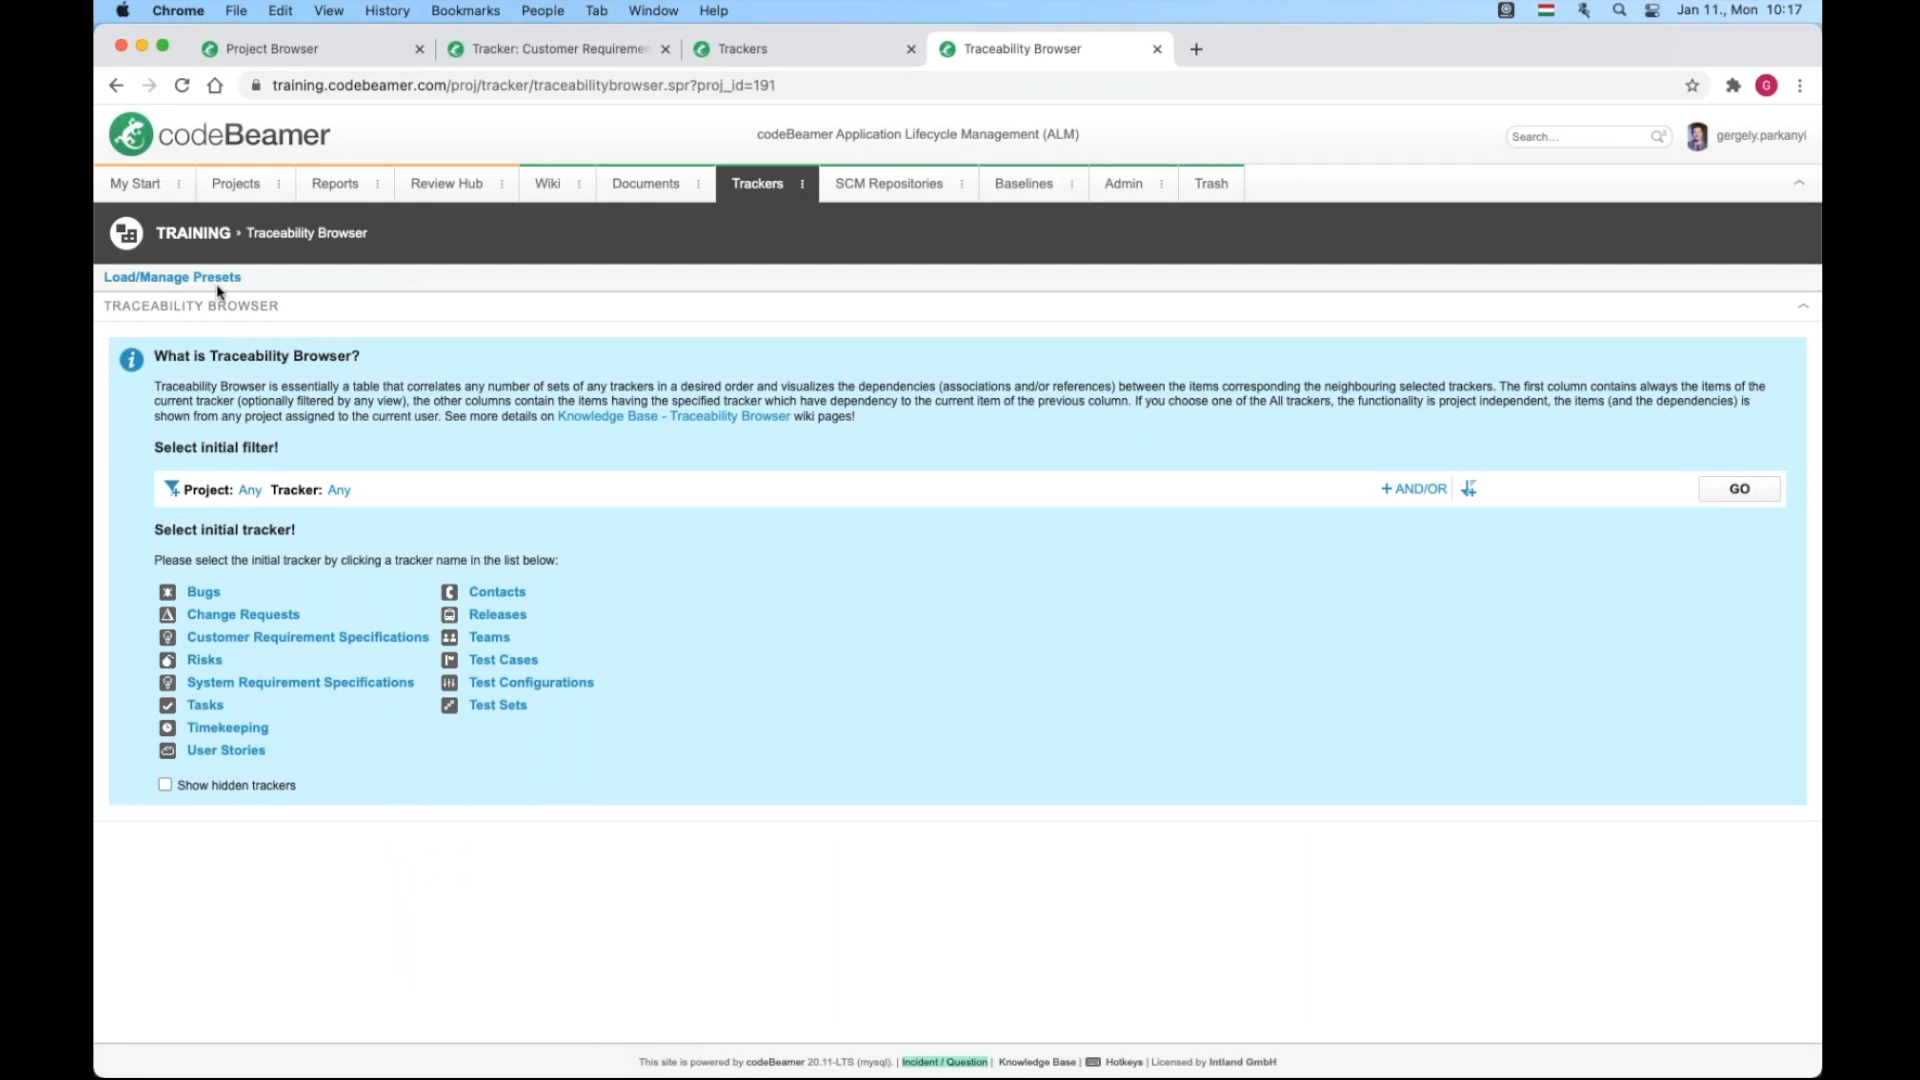 Chrome File Edit View History Bookmarks People Tab Window Help Jan 11., Mon 10:17
Project Browser Tracker: Customer Requiremen Trackers Traceability Browser
training.codebeamer.com/proj/tracker/traceabilitybrowser.spr?proj_id=191 G
codeBeamer codeBeamer Application Lifecycle Management (ALM) Search... gergely.parkanyi
My Start Projects Reports Review Hub Wiki Documents Trackers SCM Repositories Baselines Admin Trash
TRAINING » Traceability Browser
Load/Manage Presets
TRACEABILITY BROWSER
What is Traceability Browser?
Traceability Browser is essentially a table that correlates any number of sets of any trackers in a desired order and visualizes the dependencies (associations and/or references) between the items corresponding the neighbouring selected trackers. The first column contains always the items of the
current tracker (optionally filtered by any view), the other columns contain the items having the specified tracker which have dependency to the current item of the previous column. If you choose one of the All trackers, the functionality is project independent, the items (and the dependencies) is
shown from any project assigned to the current user. See more details on Knowledge Base - Traceability Browser wiki pages!
Select initial filter!
Project: Any Tracker: Any + AND/OR GO
Select initial tracker!
Please select the initial tracker by clicking a tracker name in the list below:
Bugs Contacts
Change Requests Releases
Customer Requirement Specifications Teams
Risks Test Cases
System Requirement Specifications Test Configurations
Tasks Test Sets
Timekeeping
User Stories
Show hidden trackers
This site is powered by codeBeamer 20.11-LTS (mysql). | Incident / Question | Knowledge Base | Hotkeys | Licensed by Intland GmbH